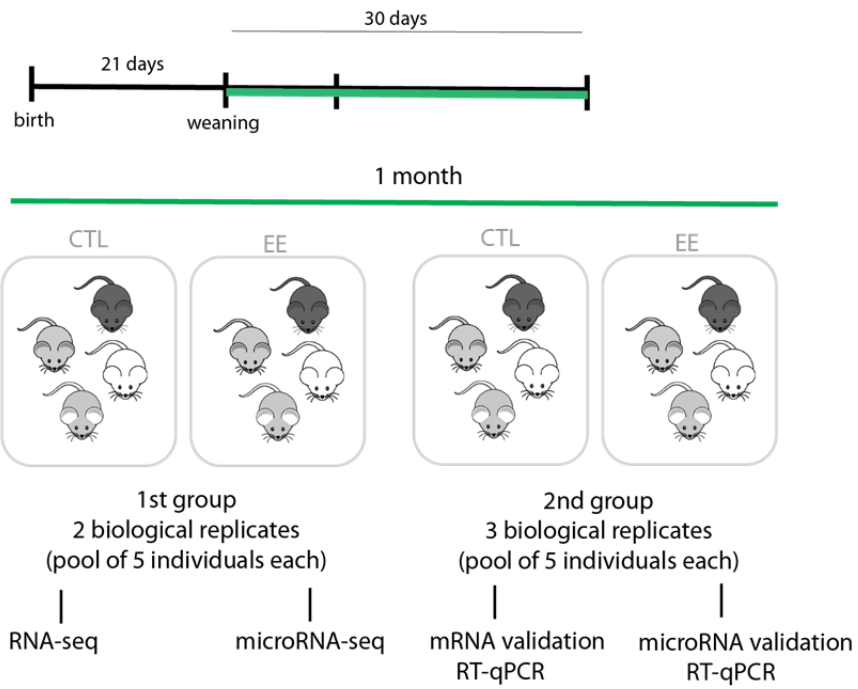 30 days
21 days
birth
weaning
1 month
CTL
EE
CTL
EE
1st group
2 biological replicates
(pool of 5 individuals each)
2nd group
3 biological replicates
(pool of 5 individuals each)
RNA-seq
microRNA-seq
mRNA validation
RT-qPCR
microRNA validation
RT-qPCR